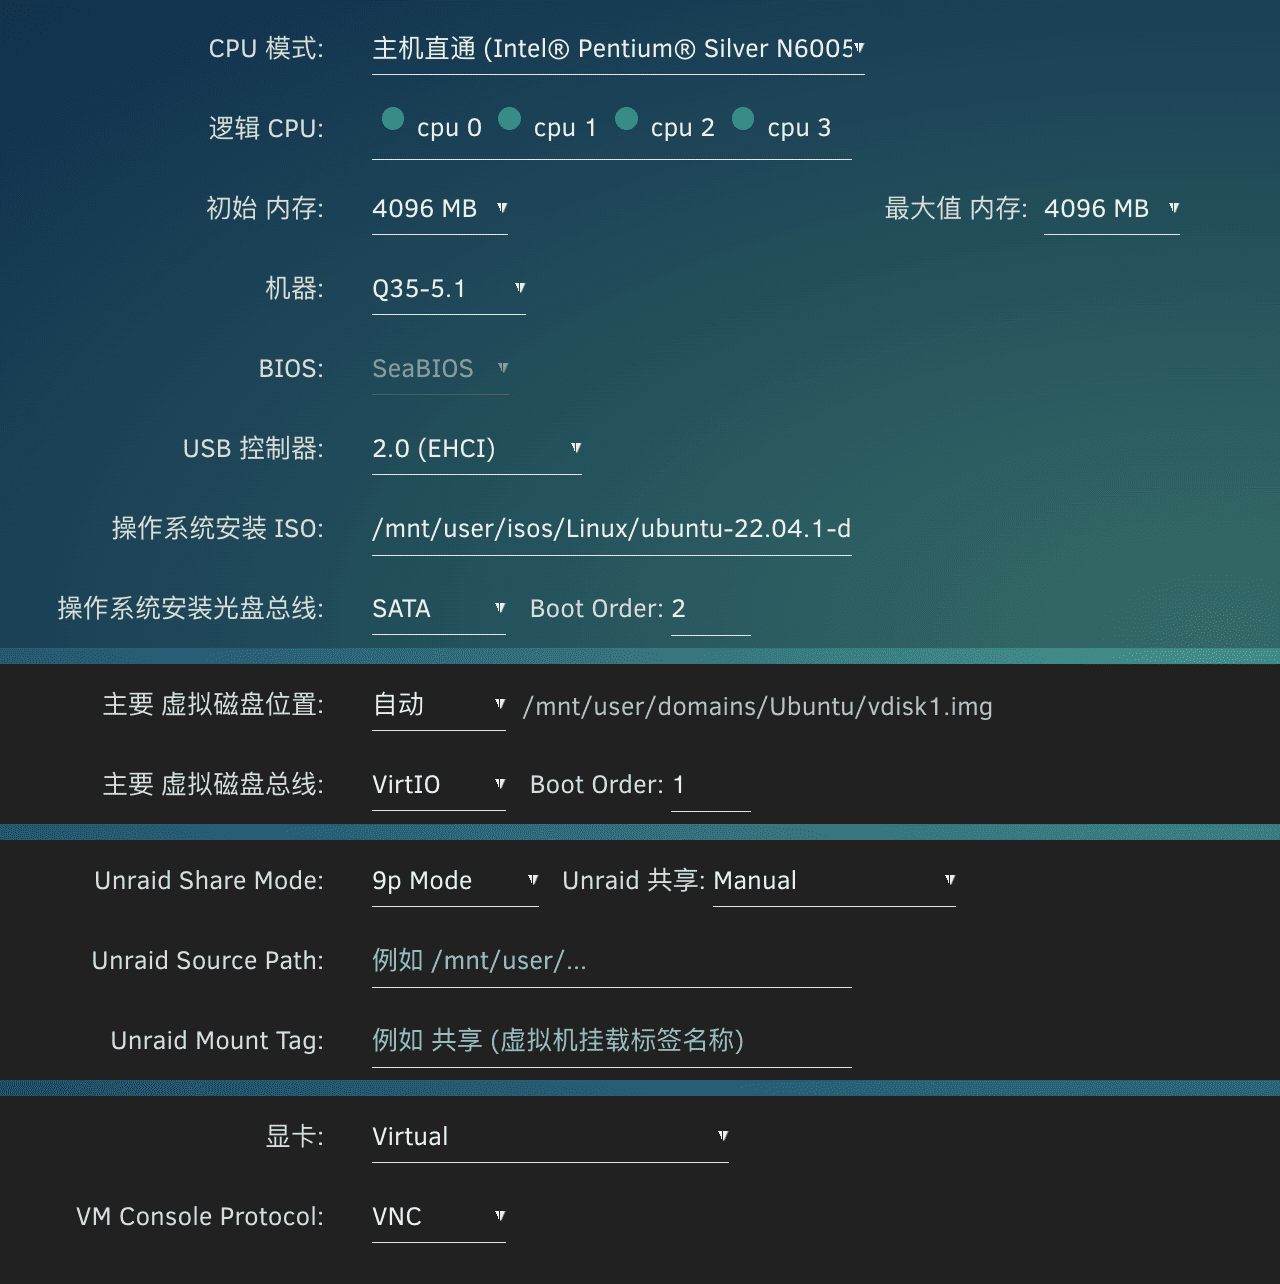 CPU 模式: 主机直通 (Intel® Pentium® Silver N6005
逻辑 CPU: cpu 0 cpu 1 cpu 2 cpu 3
初始 内存: 4096 MB 最大值 内存: 4096 MB
机器: Q35-5.1
BIOS: SeaBIOS
USB 控制器: 2.0 (EHCI)
操作系统安装 ISO: /mnt/user/isos/Linux/ubuntu-22.04.1-d
操作系统安装光盘总线: SATA Boot Order: 2
主要 虚拟磁盘位置: 自动 /mnt/user/domains/Ubuntu/vdisk1.img
主要 虚拟磁盘总线: VirtIO Boot Order: 1
Unraid Share Mode: 9p Mode Unraid 共享: Manual
Unraid Source Path: 例如 /mnt/user/...
Unraid Mount Tag: 例如 共享 (虚拟机挂载标签名称)
显卡: Virtual
VM Console Protocol: VNC